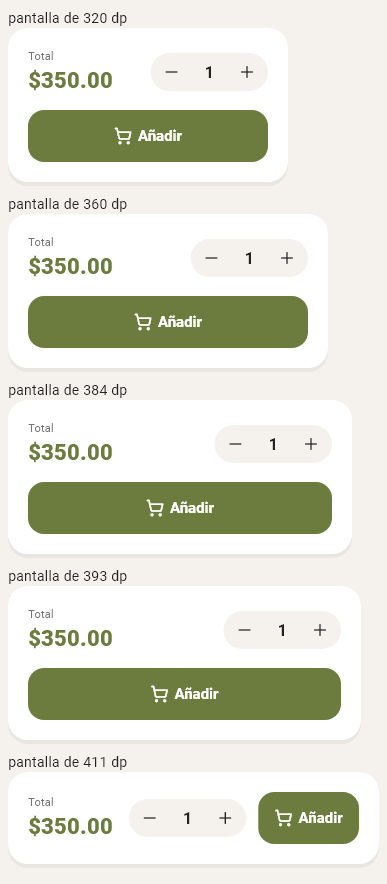 pantalla de 320 dp
Total
$350.00
1
Añadir
pantalla de 360 dp
Total
$350.00
1
Añadir
pantalla de 384 dp
Total
$350.00
1
Añadir
pantalla de 393 dp
Total
$350.00
1
Añadir
pantalla de 411 dp
Total
$350.00
1
Añadir